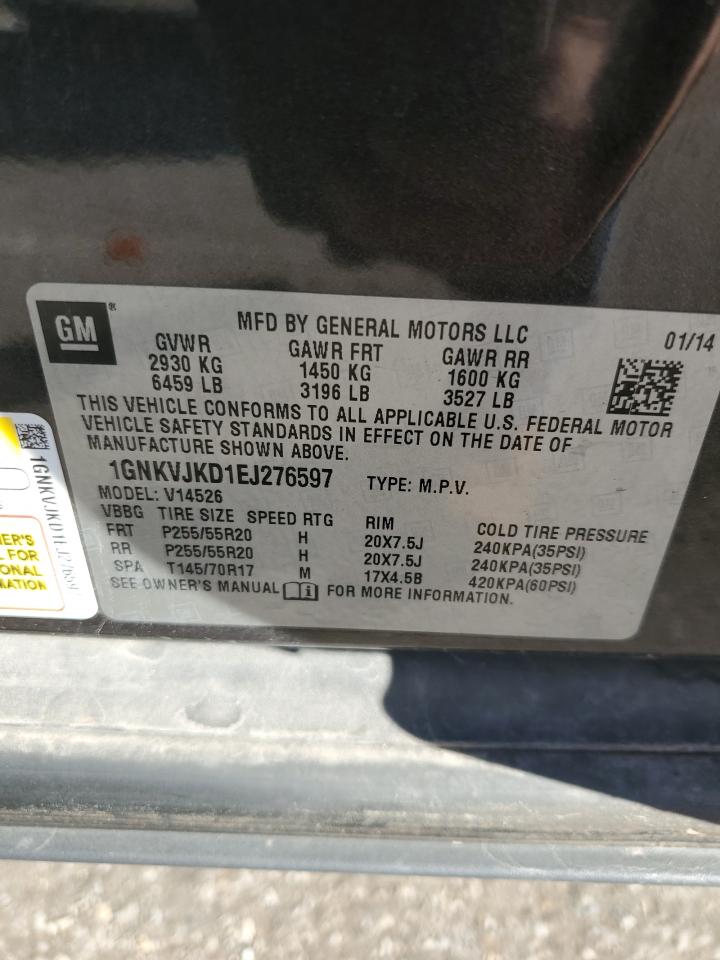 GM®
MFD BY GENERAL MOTORS LLC
01/14
GVWR GAWR FRT GAWR RR
2930 KG 1450 KG 1600 KG
6459 LB 3196 LB 3527 LB
THIS VEHICLE CONFORMS TO ALL APPLICABLE U.S. FEDERAL MOTOR
VEHICLE SAFETY STANDARDS IN EFFECT ON THE DATE OF
MANUFACTURE SHOWN ABOVE.
1GNKVJKD1EJ276597 TYPE: M.P.V.
MODEL: V14526
VBBG TIRE SIZE SPEED RTG RIM COLD TIRE PRESSURE
FRT P255/55R20 H 20X7.5J 240KPA(35PSI)
RR P255/55R20 H 20X7.5J 240KPA(35PSI)
SPA T145/70R17 M 17X4.5B 420KPA(60PSI)
SEE OWNER'S MANUAL FOR MORE INFORMATION.